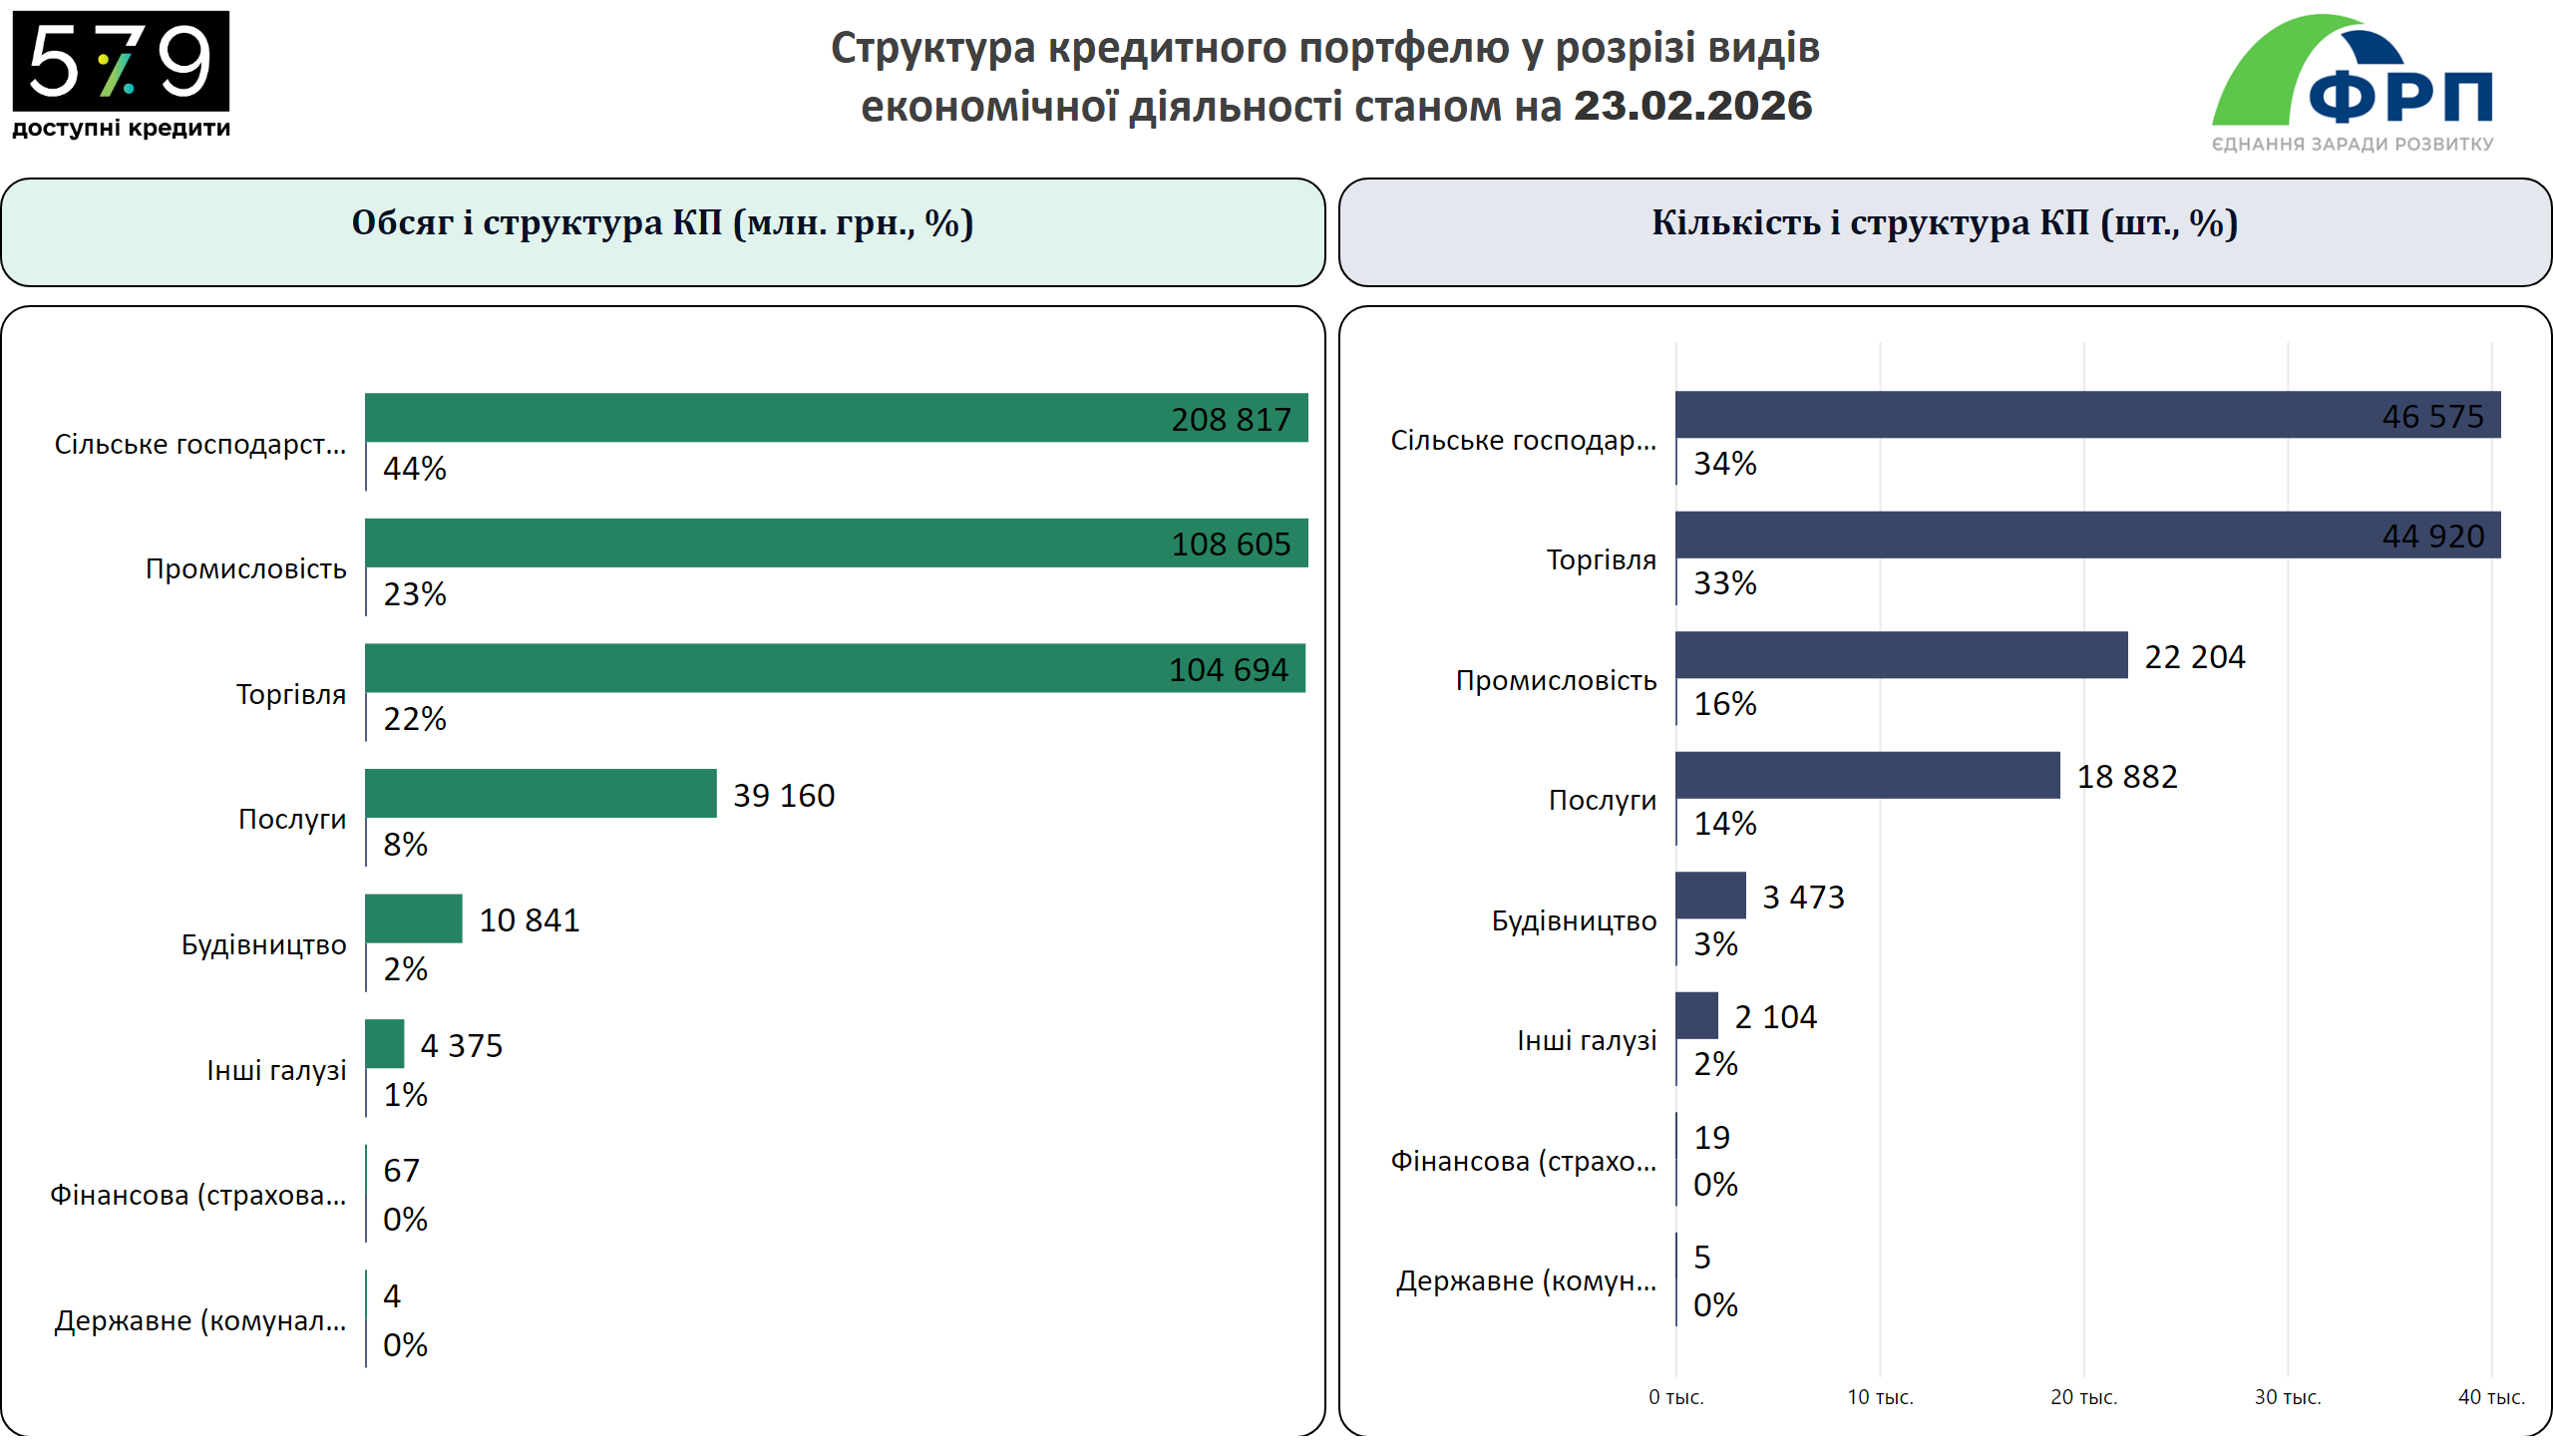 5%9
доступні кредити
Структура кредитного портфелю у розрізі видів
економічної діяльності станом на 23.02.2026
ФРП
ЄДНАННЯ ЗАРАДИ РОЗВИТКУ
Обсяг і структура КП (млн. грн., %)
Сільське господарст...
208 817
44%
Промисловість
108 605
23%
Торгівля
104 694
22%
Послуги
39 160
8%
Будівництво
10 841
2%
Інші галузі
4 375
1%
Фінансова (страхова...
67
0%
Державне (комунал...
4
0%
Кількість і структура КП (шт., %)
Сільське господар...
46 575
34%
Торгівля
44 920
33%
Промисловість
22 204
16%
Послуги
18 882
14%
Будівництво
3 473
3%
Інші галузі
2 104
2%
Фінансова (страхо...
19
0%
Державне (комун...
5
0%
0 тыс. 10 тыс. 20 тыс. 30 тыс. 40 тыс.